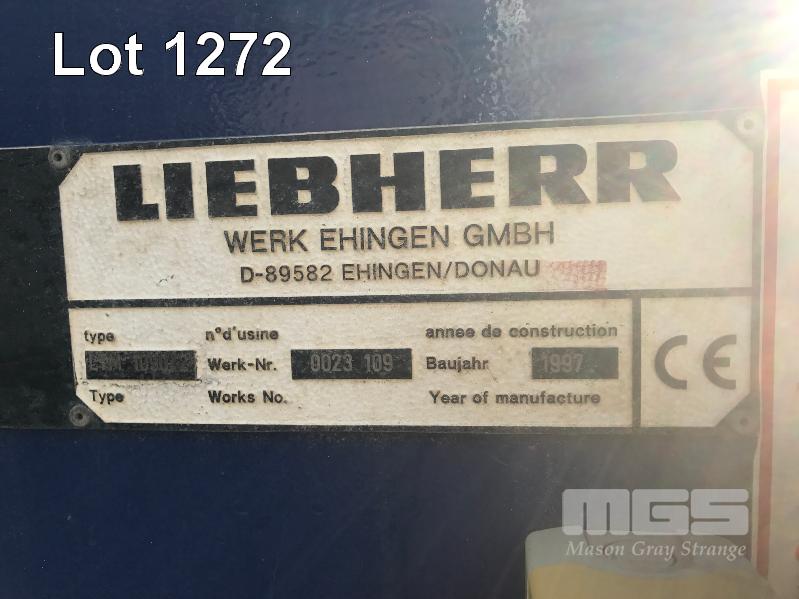 Lot 1272
LIEBHERR
WERK EHINGEN GMBH
D-89582 EHINGEN/DONAU
type n°d'usine annee de construction
Werk-Nr. 0023 109 Baujahr 1997
Type Works No. Year of manufacture
CE
MGS
Mason Gray Strange